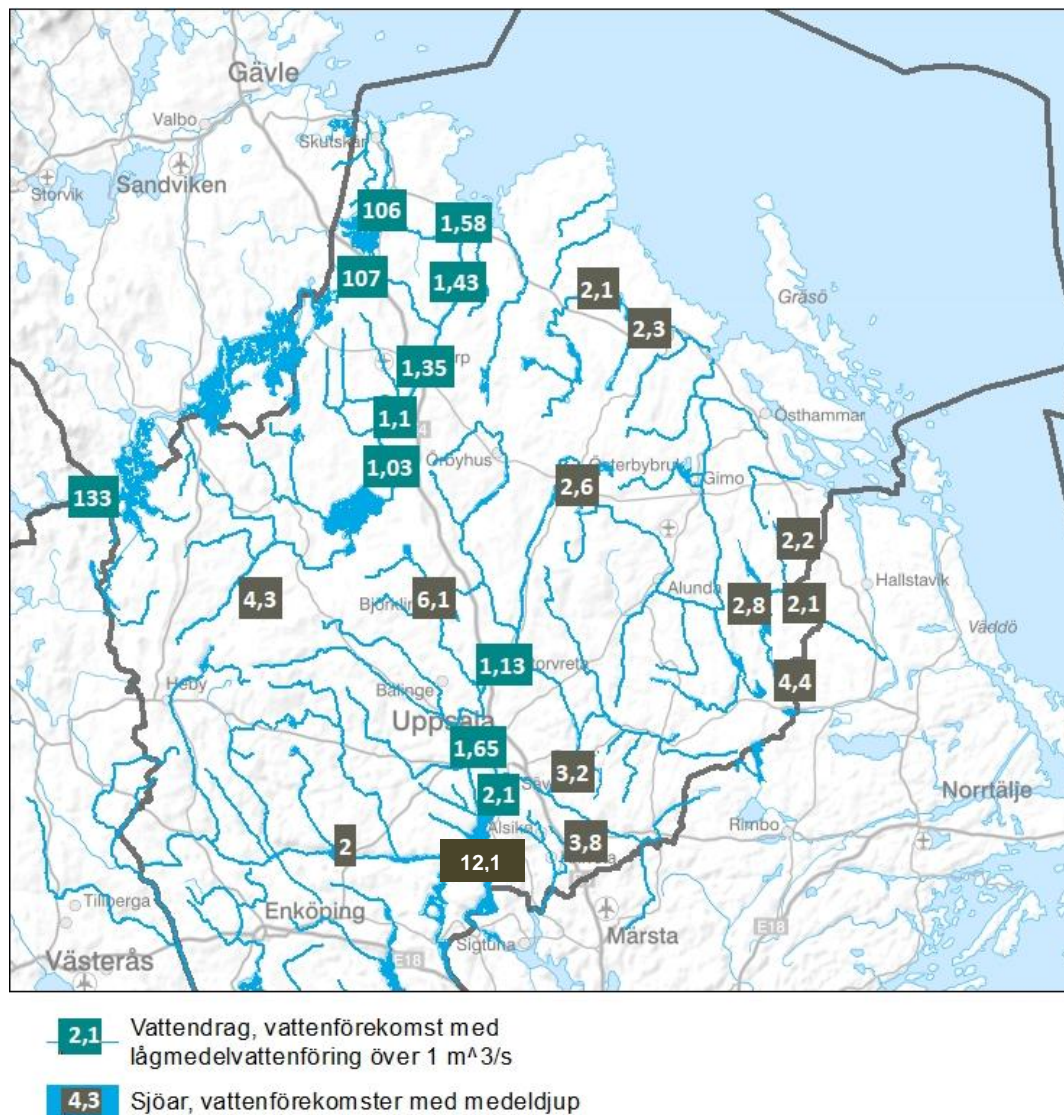 Gävle
Valbo
Skutskär
Storvik
Sandviken
106
1,58
107
1,43
2,1
Gräsö
2,3
1,35
1,1
Östhammar
1,03
Örbyhus
Österbybruk
133
2,6
Gimo
2,2
Hallstavik
4,3
6,1
Alunda
2,8
2,1
Väddö
1,13
4,4
Heby
Bälinge
Uppsala
1,65
3,2
2,1
Norrtälje
Rimbo
2
3,8
12,1
Tillberga
Enköping
Sigtuna
Märsta
E18
Västerås
E18
2,1 Vattendrag, vattenförekomst med
lågmedelvattenföring över 1 m^3/s
4,3 Sjöar, vattenförekomster med medeldjup